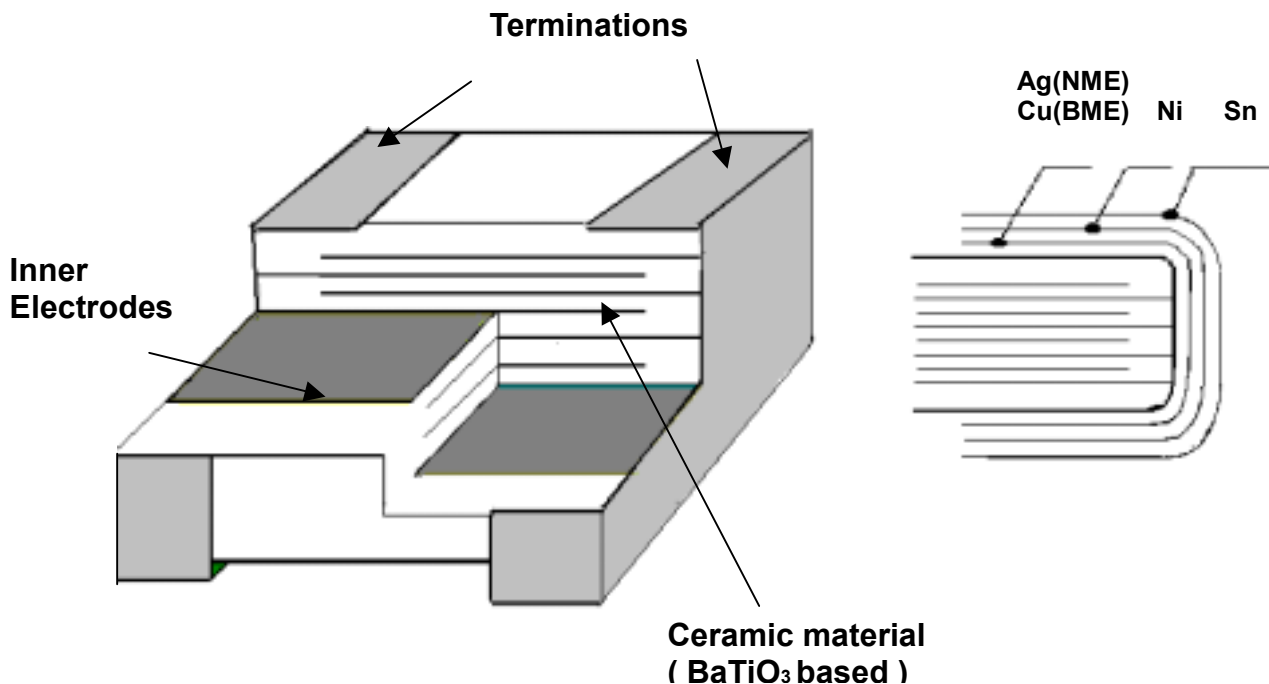 Terminations
Ag(NME)
Cu(BME) Ni Sn
Inner
Electrodes
Ceramic material
( BaTiO₃ based )